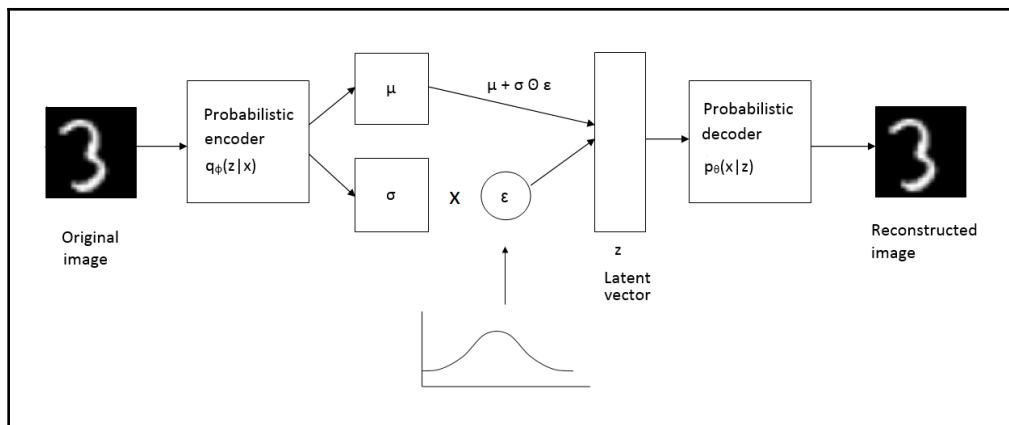 Original
image
Probabilistic
encoder
qϕ(z|x)
μ
σ
x
ε
μ + σ ʘ ε
z
Latent
vector
Probabilistic
decoder
pθ(x|z)
Reconstructed
image